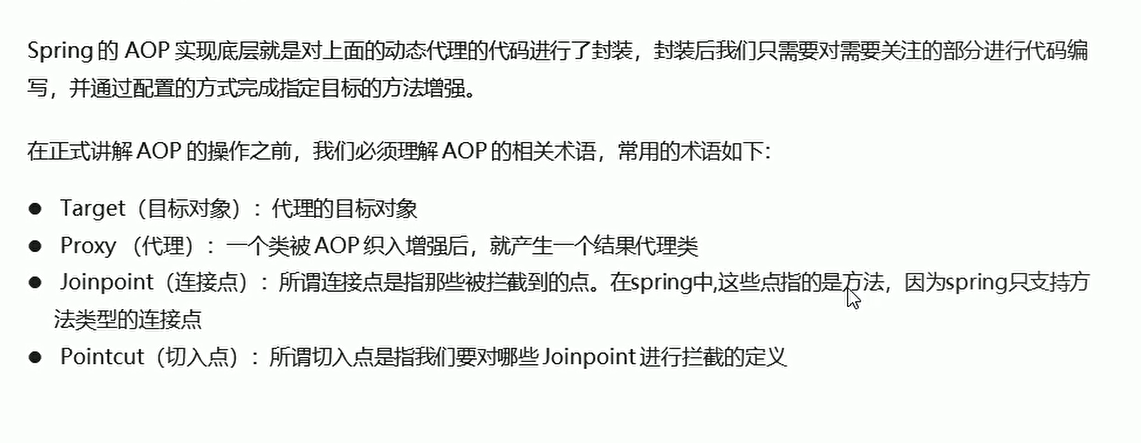 Spring 的 AOP 实现底层就是对上面的动态代理的代码进行了封装，封装后我们只需要对需要关注的部分进行代码编
写，并通过配置的方式完成指定目标的方法增强。
在正式讲解 AOP 的操作之前，我们必须理解 AOP 的相关术语，常用的术语如下：
● Target（目标对象）：代理的目标对象
● Proxy （代理）：一个类被 AOP 织入增强后，就产生一个结果代理类
● Joinpoint（连接点）：所谓连接点是指那些被拦截到的点。在spring中,这些点指的是方法，因为spring只支持方
法类型的连接点
● Pointcut（切入点）：所谓切入点是指我们要对哪些 Joinpoint 进行拦截的定义